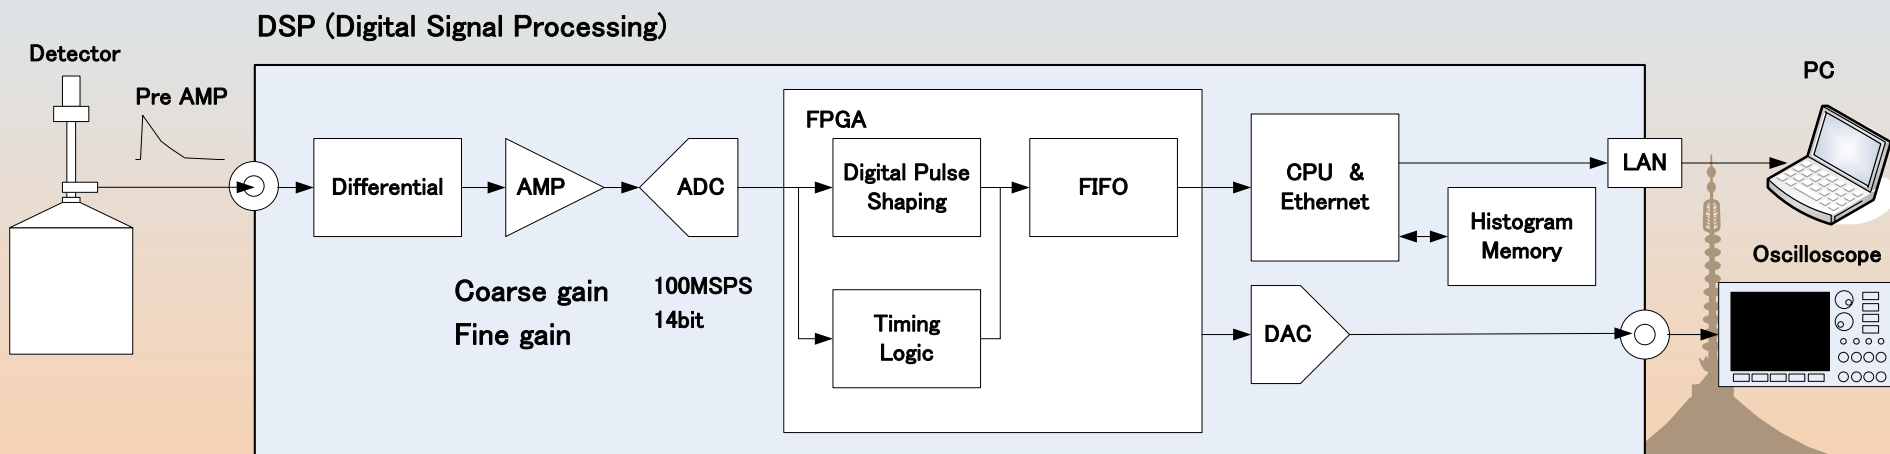 DSP (Digital Signal Processing)
Detector
Pre AMP
PC
FPGA
Differential
AMP
ADC
Digital Pulse
Shaping
FIFO
CPU &
Ethernet
LAN
Histogram
Memory
Oscilloscope
Coarse gain
Fine gain
100MSPS
14bit
Timing
Logic
DAC